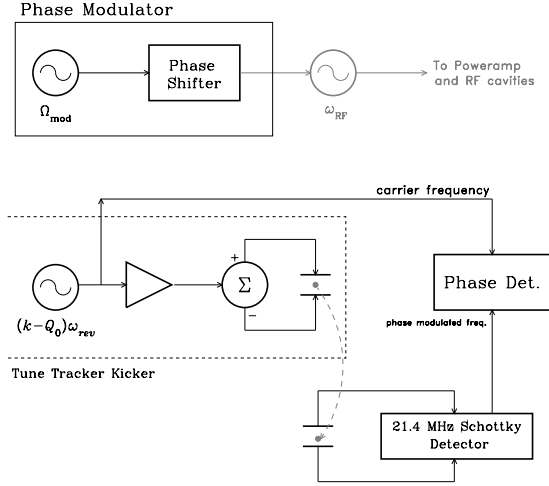 Phase Modulator
Phase
Shifter
Ω_mod
ω_RF
To Poweramp
and RF cavities
carrier frequency
Phase Det.
phase modulated freq.
+
Σ
−
(k−Q_0)ω_rev
Tune Tracker Kicker
21.4 MHz Schottky
Detector